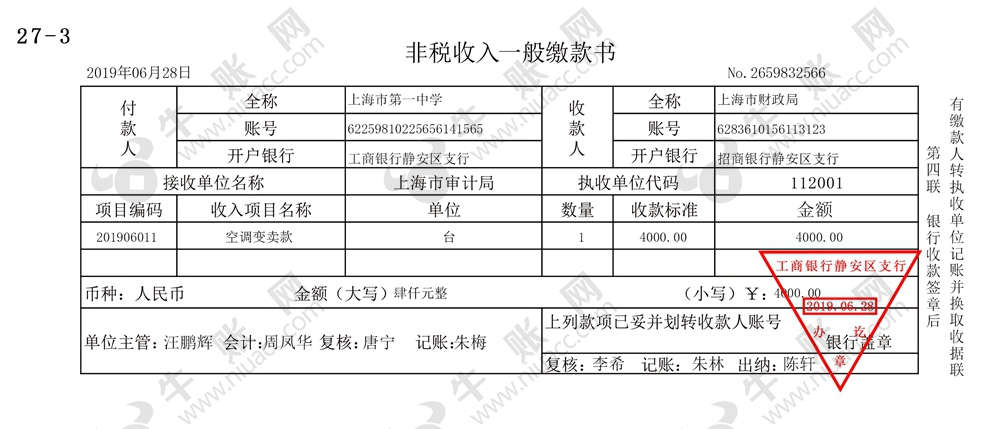 27-3
非税收入一般缴款书
2019年06月28日 No.2659832566
付款人 全称 上海市第一中学 收款人 全称 上海市财政局
账号 62259810225656141565 账号 6283610156113123
开户银行 工商银行静安区支行 开户银行 招商银行静安区支行
接收单位名称 上海市审计局 执收单位代码 112001
项目编码 收入项目名称 单位 数量 收款标准 金额
201906011 空调变卖款 台 1 4000.00 4000.00
工商银行静安区支行
币种：人民币 金额（大写）肆仟元整 （小写）￥：4000.00
2019.06.28
上列款项已妥并划转收款人账号
办讫
单位主管：汪鹏辉 会计：周风华 复核：唐宁 记账：朱梅 银行盖章
章
复核：李希 记账：朱林 出纳：陈轩
第四联 银行收款签章后
有缴款人转执收单位记账并换取收据联
牛账网
www.niuacc.com